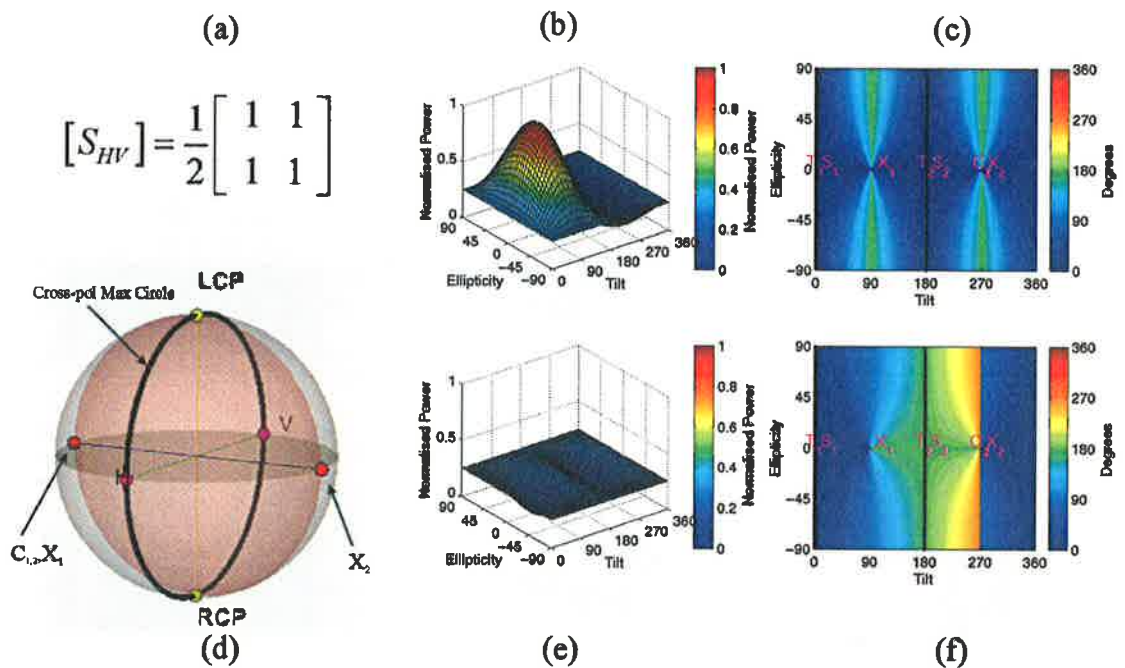 (a)
(b)
(c)
[S_HV] = 1/2 [ 1 1
1 1 ]
Normalised Power
1
0.5
0
90
45
0
-45
-90
Ellipticity
0
90
180
270
360
Tilt
1
0.8
0.6
0.4
0.2
0
Normalised Power
Ellipticity
90
45
0
-45
-90
0
90
180
270
360
Tilt
360
270
180
90
0
Degrees
LCP
Cross-pol Max Circle
V
H
C₁,₂,X₁
X₂
RCP
Normalised Power
1
0.5
0
90
45
0
-45
-90
Ellipticity
0
90
180
270
360
Tilt
1
0.8
0.6
0.4
0.2
0
Normalised Power
Ellipticity
90
45
0
-45
-90
0
90
180
270
360
Tilt
360
270
180
90
0
Degrees
(d)
(e)
(f)